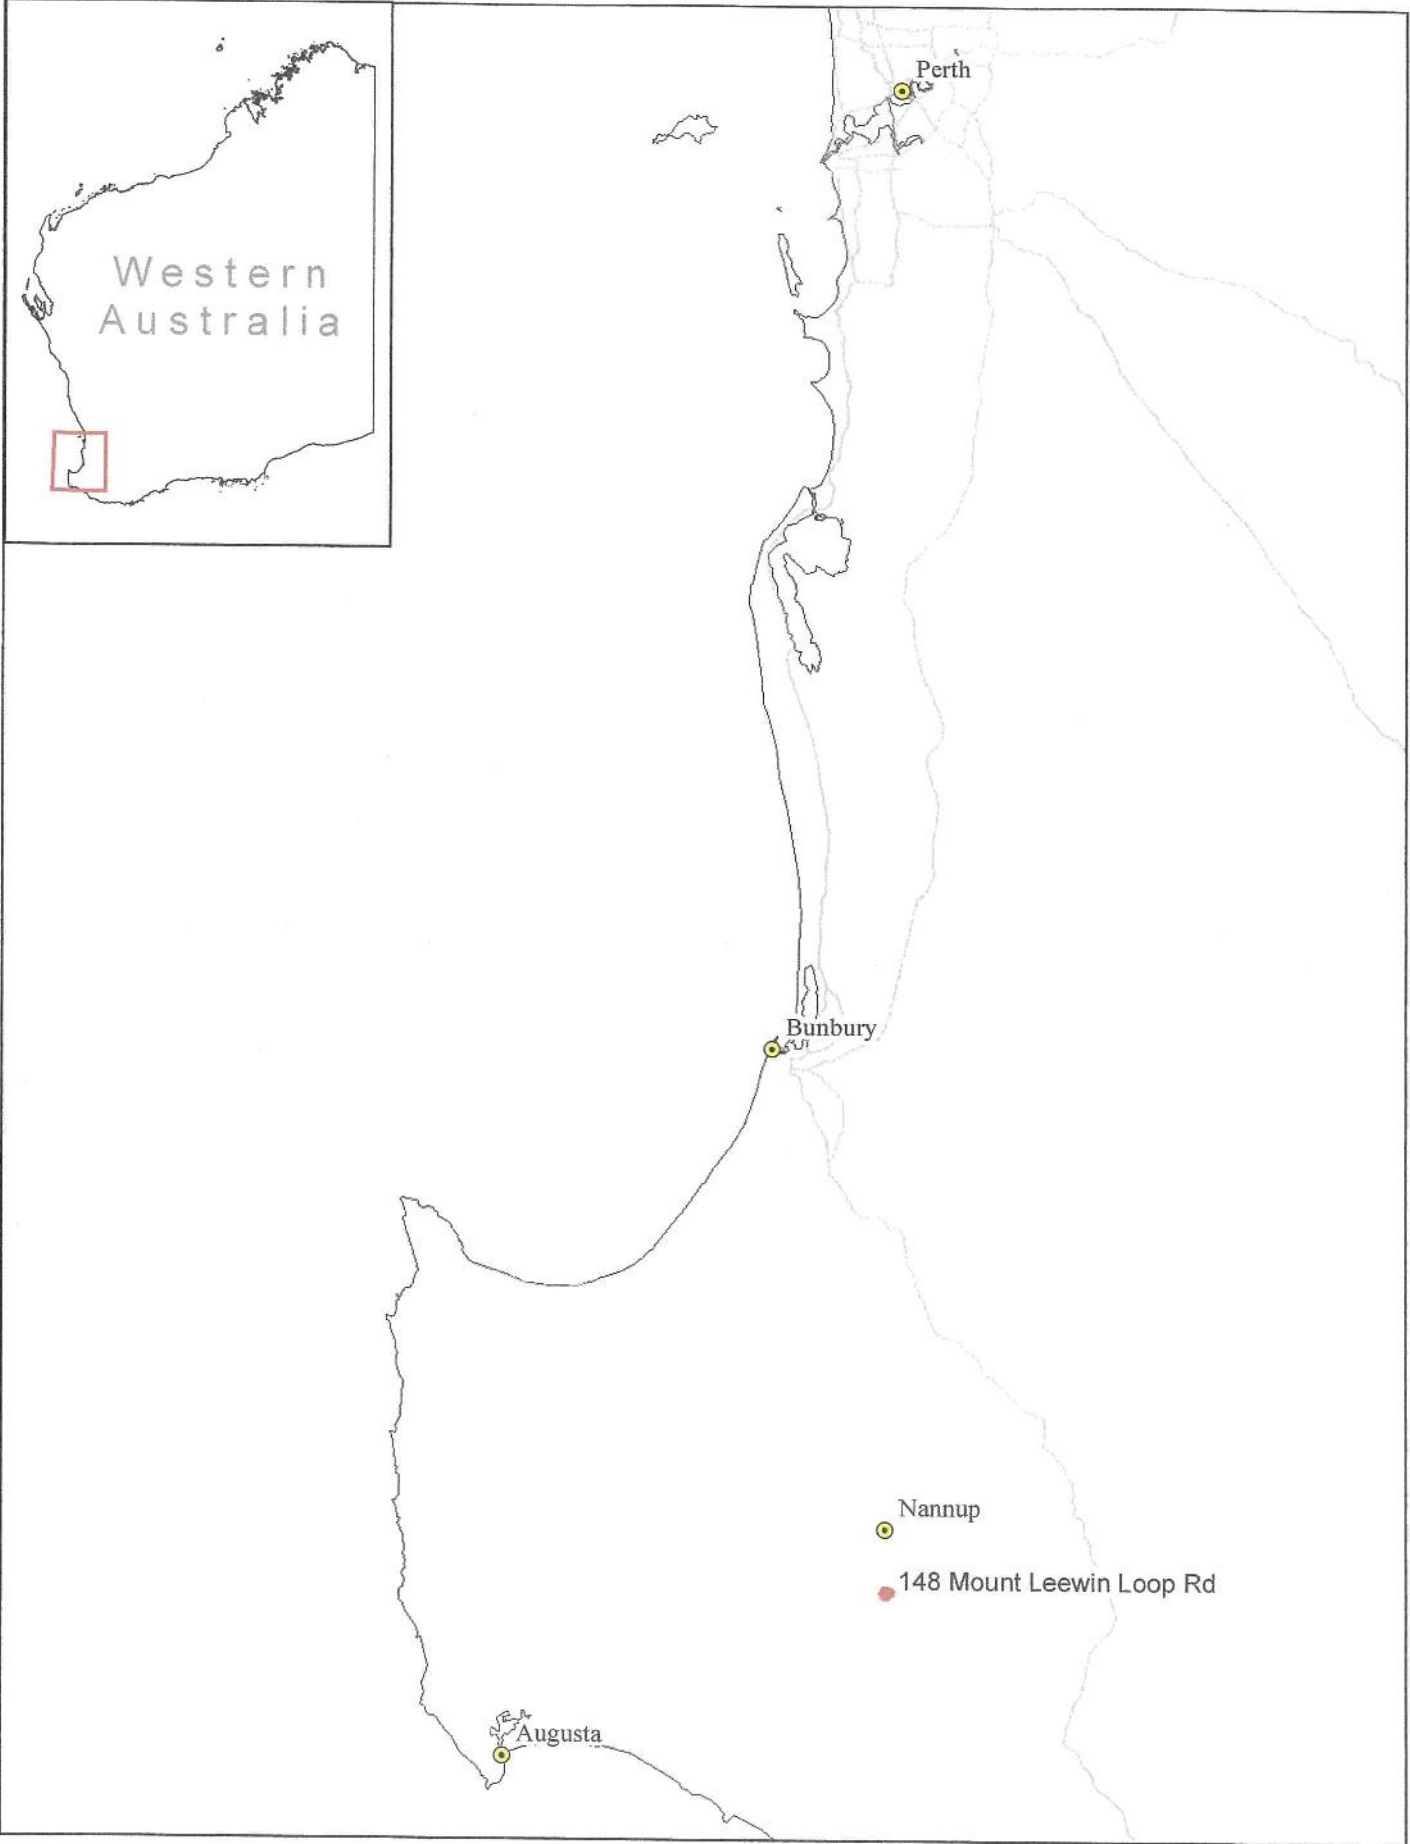 Perth
Western
Australia
Bunbury
Nannup
148 Mount Leewin Loop Rd
Augusta